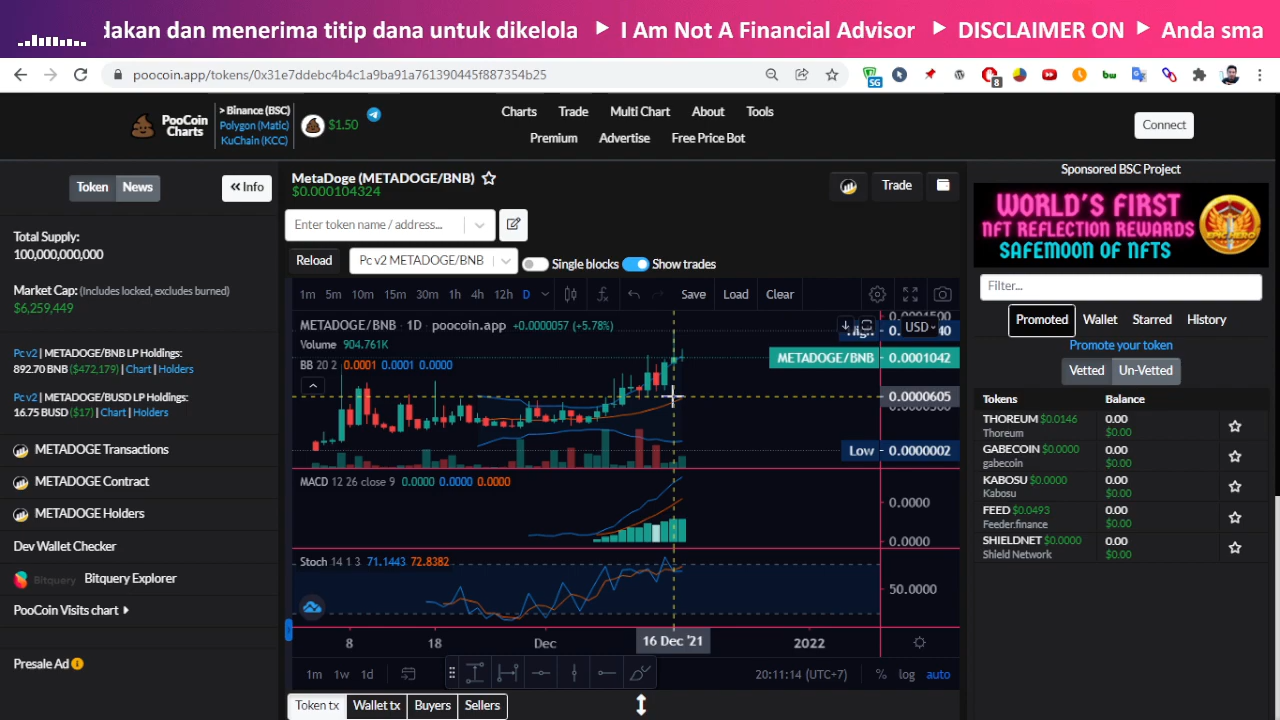 dakan dan menerima titip dana untuk dikelola ▶ I Am Not A Financial Advisor ▶ DISCLAIMER ON ▶ Anda sma
poocoin.app/tokens/0x31e7ddebc4b4c1a9ba91a761390445f887354b25
SG
8
bw
PooCoin
Charts
> Binance (BSC)
Polygon (Matic)
KuChain (KCC)
$1.50
Charts Trade Multi Chart About Tools
Premium Advertise Free Price Bot
Connect
Token News
Info
Total Supply:
100,000,000,000
Market Cap: (Includes locked, excludes burned)
$6,259,449
Pc v2 | METADOGE/BNB LP Holdings:
892.70 BNB ($472,179) | Chart | Holders
Pc v2 | METADOGE/BUSD LP Holdings:
16.75 BUSD ($17) | Chart | Holders
METADOGE Transactions
METADOGE Contract
METADOGE Holders
Dev Wallet Checker
Bitquery Bitquery Explorer
PooCoin Visits chart
Presale Ad
MetaDoge (METADOGE/BNB)
$0.000104324
Trade
Enter token name / address...
Reload
Pc v2 METADOGE/BNB
Single blocks
Show trades
1m 5m 10m 15m 30m 1h 4h 12h D
Save Load Clear
METADOGE/BNB · 1D · poocoin.app +0.0000057 (+5.78%)
Volume 904.761K
BB 20 2 0.0001 0.0001 0.0000
USD
METADOGE/BNB 0.0001042
0.0000605
Low 0.0000002
MACD 12 26 close 9 0.0000 0.0000 0.0000
0.0000
0.0000
Stoch 14 1 3 71.1443 72.8382
50.0000
8 18 Dec 16 Dec '21 2022
1m 1w 1d
20:11:14 (UTC+7) % log auto
Token tx Wallet tx Buyers Sellers
Sponsored BSC Project
WORLD'S FIRST
NFT REFLECTION REWARDS
SAFEMOON OF NFTS
EPICHERO
Filter...
Promoted Wallet Starred History
Promote your token
Vetted Un-Vetted
Tokens Balance
THOREUM $0.0146 0.00
Thoreum $0.00
GABECOIN $0.0000 0.00
gabecoin $0.00
KABOSU $0.0000 0.00
Kabosu $0.00
FEED $0.0493 0.00
Feeder.finance $0.00
SHIELDNET $0.0000 0.00
Shield Network $0.00